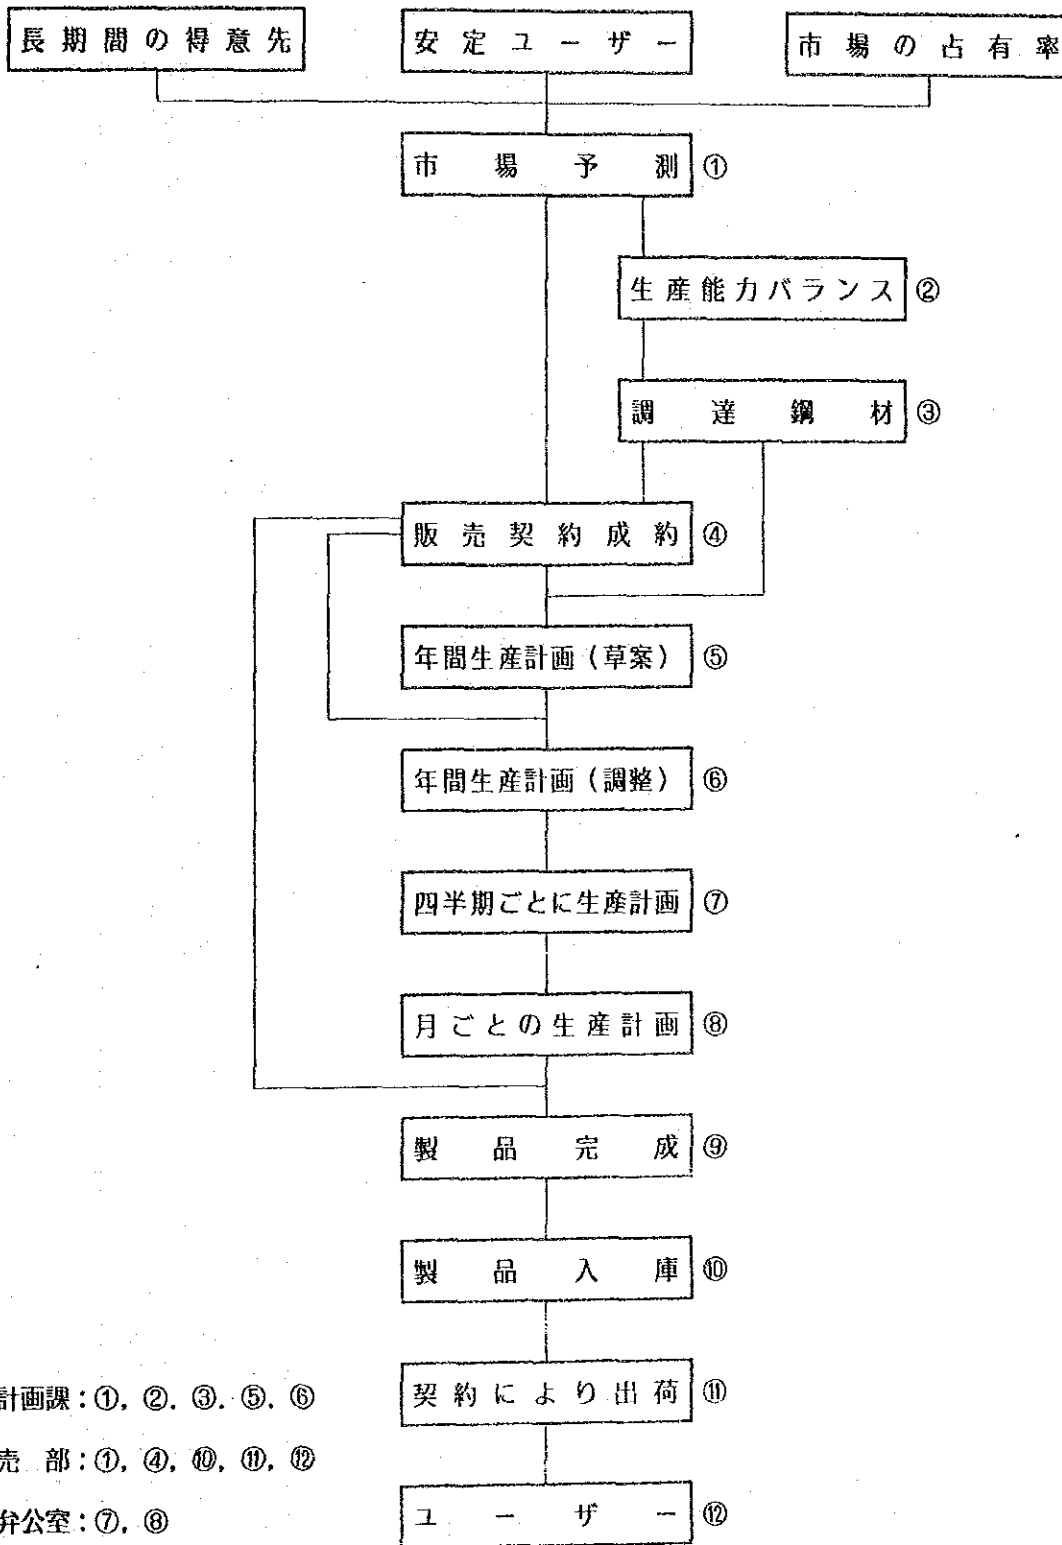 長期間の得意先 安定ユーザー 市場の占有率
市場予測 ①
生産能力バランス ②
調達鋼材 ③
販売契約成約 ④
年間生産計画(草案) ⑤
年間生産計画(調整) ⑥
四半期ごとに生産計画 ⑦
月ごとの生産計画 ⑧
製品完成 ⑨
製品入庫 ⑩
契約により出荷 ⑪
ユーザー ⑫
計画課:①, ②. ③. ⑤. ⑥
売部:①, ④, ⑩, ⑪, ⑫
弁公室:⑦, ⑧